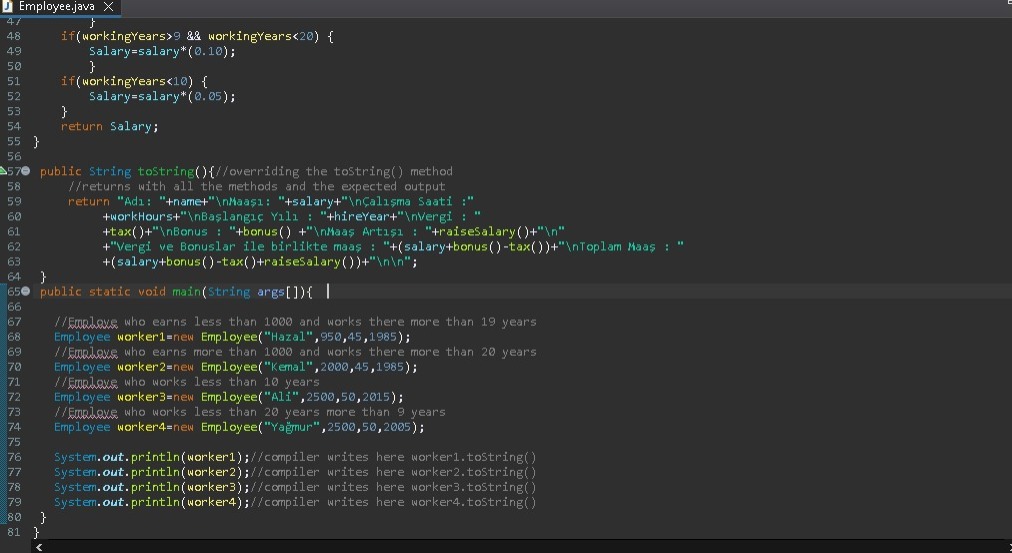 Employee.java
47 }
48 if(workingYears>9 && workingYears<20) {
49 Salary=salary*(0.10);
50 }
51 if(workingYears<10) {
52 Salary=salary*(0.05);
53 }
54 return Salary;
55 }
56
57 public String toString(){//overriding the toString() method
58 //returns with all the methods and the expected output
59 return "Adı: "+name+"\nMaaşı: "+salary+"\nÇalışma Saati :"
60 +workHours+"\nBaşlangıç Yılı : "+hireYear+"\nVergi : "
61 +tax()+"\nBonus : "+bonus() +"\nMaaş Artışı : "+raiseSalary()+"\n"
62 +"Vergi ve Bonuslar ile birlikte maaş : "+(salary+bonus()-tax())+"\nToplam Maaş : "
63 +(salary+bonus()-tax()+raiseSalary())+"\n\n";
64 }
65 public static void main(String args[]){
66
67 //Employe who earns less than 1000 and works there more than 19 years
68 Employee worker1=new Employee("Hazal",950,45,1985);
69 //Employe who earns more than 1000 and works there more than 20 years
70 Employee worker2=new Employee("Kemal",2000,45,1985);
71 //Employe who works less than 10 years
72 Employee worker3=new Employee("Ali",2500,50,2015);
73 //Employe who works less than 20 years more than 9 years
74 Employee worker4=new Employee("Yağmur",2500,50,2005);
75
76 System.out.println(worker1);//compiler writes here worker1.toString()
77 System.out.println(worker2);//compiler writes here worker2.toString()
78 System.out.println(worker3);//compiler writes here worker3.toString()
79 System.out.println(worker4);//compiler writes here worker4.toString()
80 }
81 }